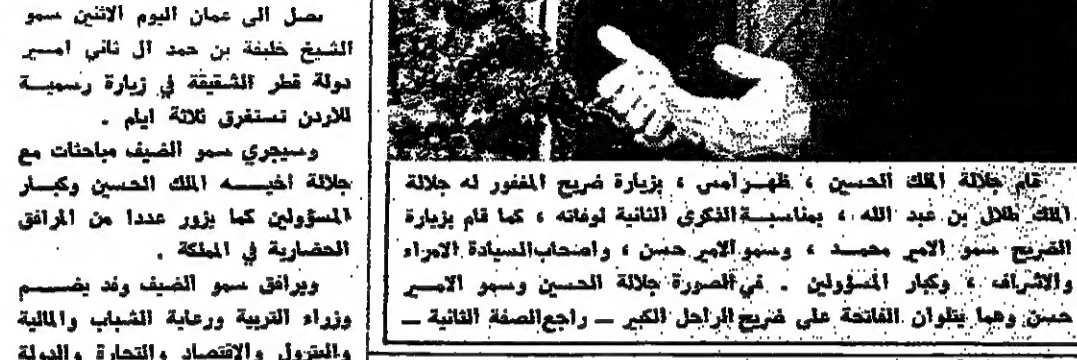 قام جلالة الملك الحسين ، ظهر أمس ، بزيارة ضريح المغفور له جلالة
الملك طلال بن عبد الله ، بمناسبة الذكرى الثانية لوفاته ، كما قام بزيارة
الضريح سمو الامير محمد ، وسمو الامير حسن ، واصحاب السيادة الامراء
والاشراف ، وكبار المسؤولين . في الصورة جلالة الحسين وسمو الامير
حسن وهما يتلوان الفاتحة على ضريح الراحل الكبير — راجع الصفة الثانية —
يصل الى عمان اليوم الاثنين سمو
الشيخ خليفة بن حمد ال ثاني امير
دولة قطر الشقيقة في زيارة رسمية
للاردن تستغرق ثلاثة ايام .
وسيجري سمو الضيف مباحثات مع
جلالة اخيه الملك الحسين وكبار
المسؤولين كما يزور عددا من المرافق
الحضارية في المملكة .
ويرافق سمو الضيف وفد يضم
وزراء التربية ورعاية الشباب والمالية
والبترول والاقتصاد والتجارة والدولة